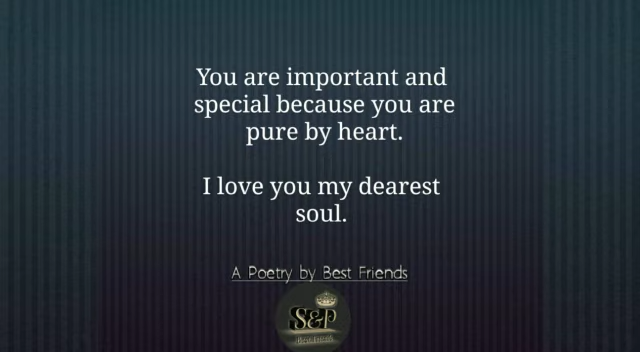 You are important and
special because you are
pure by heart.
I love you my dearest
soul.
A Poetry by Best Friends
S&P